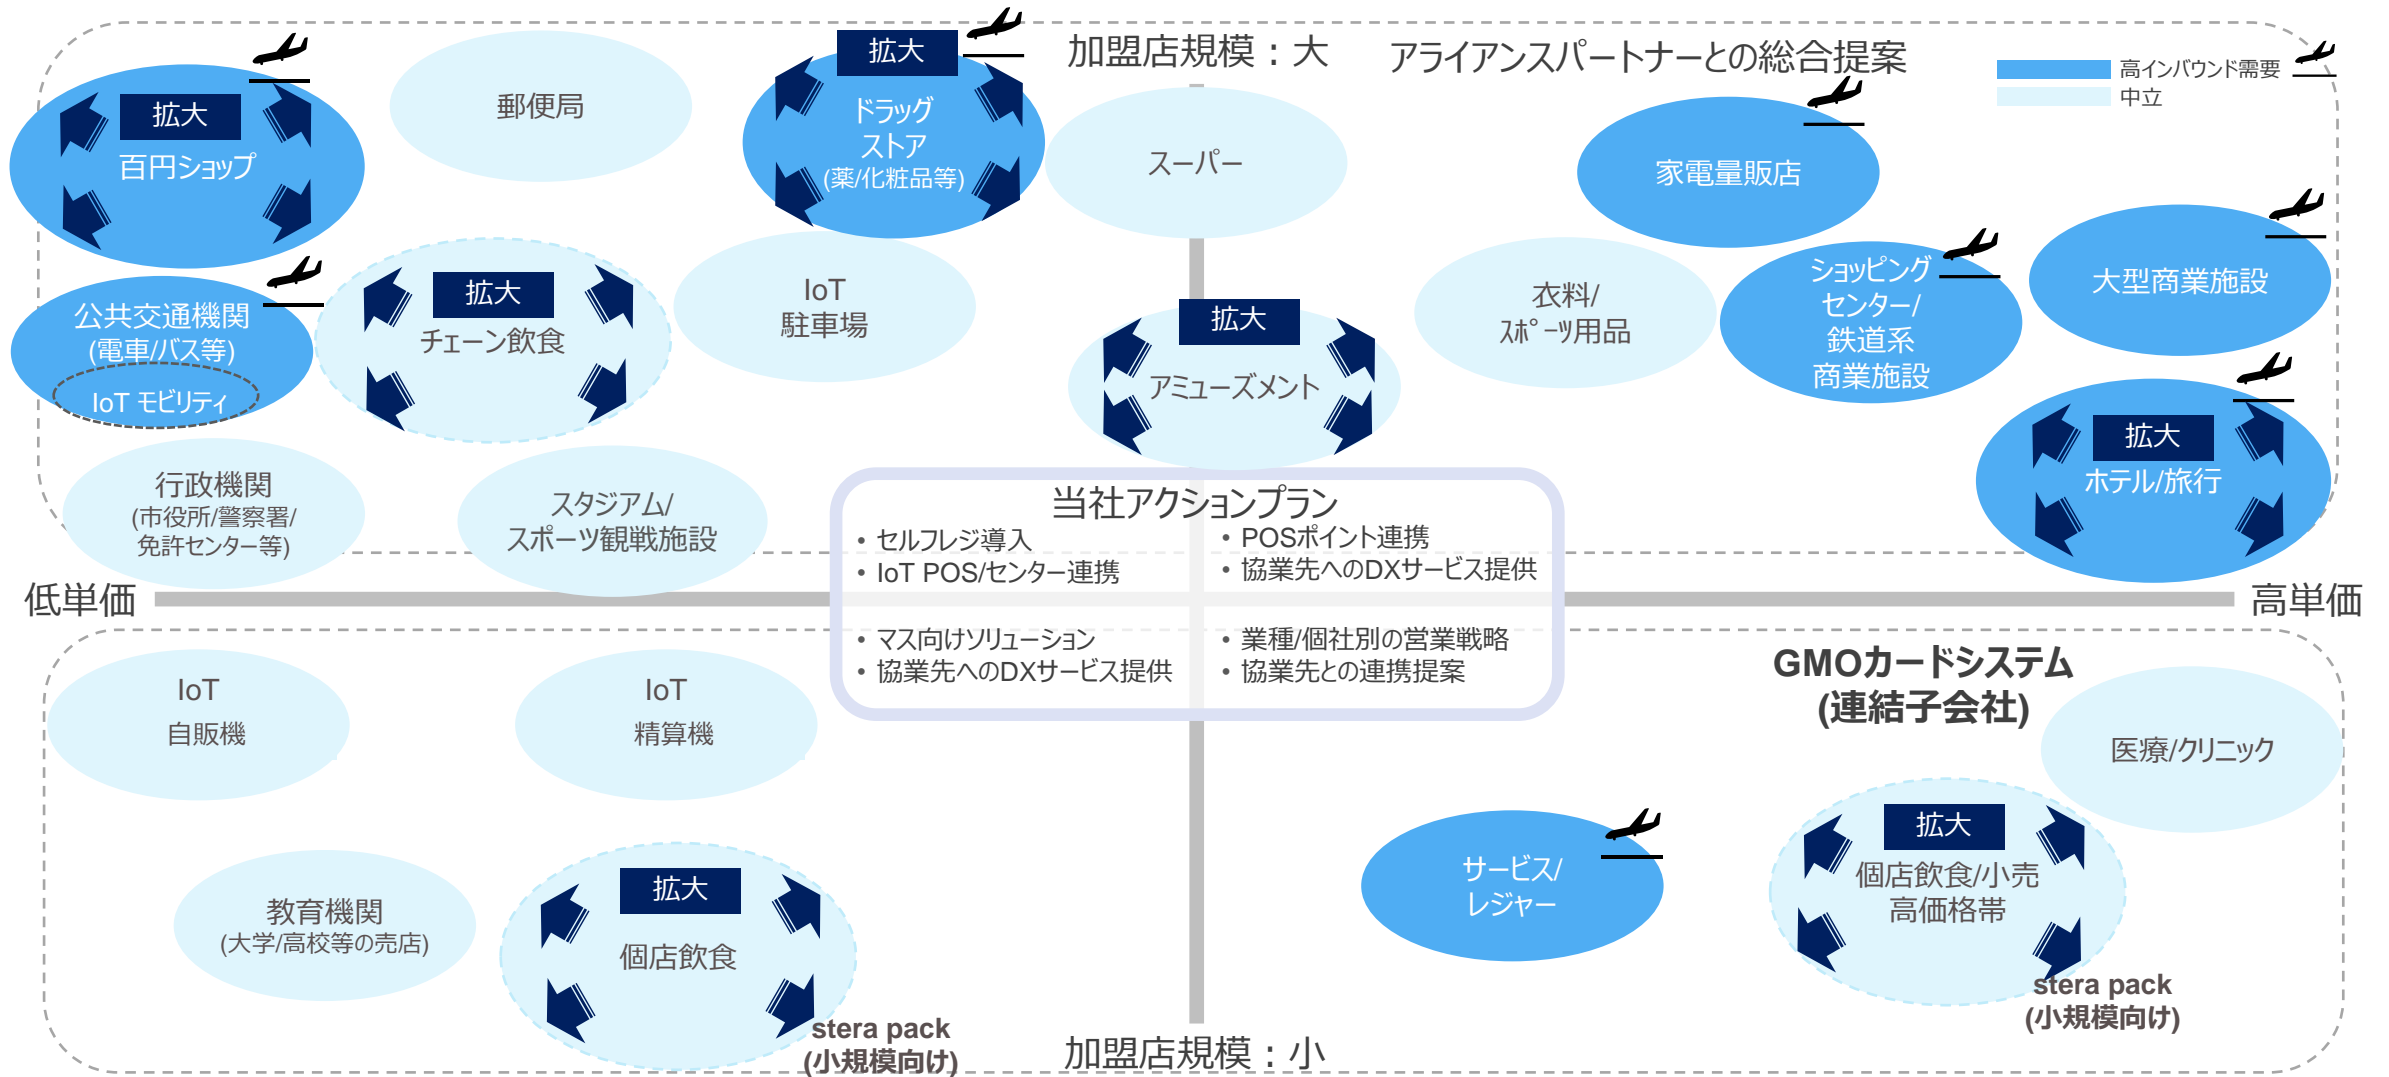 加盟店規模：大
アライアンスパートナーとの総合提案
高インバウンド需要
中立
拡大
百円ショップ
郵便局
拡大
ドラッグ
ストア
(薬/化粧品等)
スーパー
家電量販店
公共交通機関
(電車/バス等)
IoT モビリティ
拡大
チェーン飲食
IoT
駐車場
拡大
アミューズメント
衣料/
ｽﾎﾟｰﾂ用品
ショッピング
センター/
鉄道系
商業施設
大型商業施設
拡大
ホテル/旅行
行政機関
(市役所/警察署/
免許センター等)
スタジアム/
スポーツ観戦施設
当社アクションプラン
• セルフレジ導入
• IoT POS/センター連携
• POSポイント連携
• 協業先へのDXサービス提供
低単価
高単価
• マス向けソリューション
• 協業先へのDXサービス提供
• 業種/個社別の営業戦略
• 協業先との連携提案
GMOカードシステム
(連結子会社)
IoT
自販機
IoT
精算機
医療/クリニック
教育機関
(大学/高校等の売店)
拡大
個店飲食
stera pack
(小規模向け)
サービス/
レジャー
拡大
個店飲食/小売
高価格帯
stera pack
(小規模向け)
加盟店規模：小